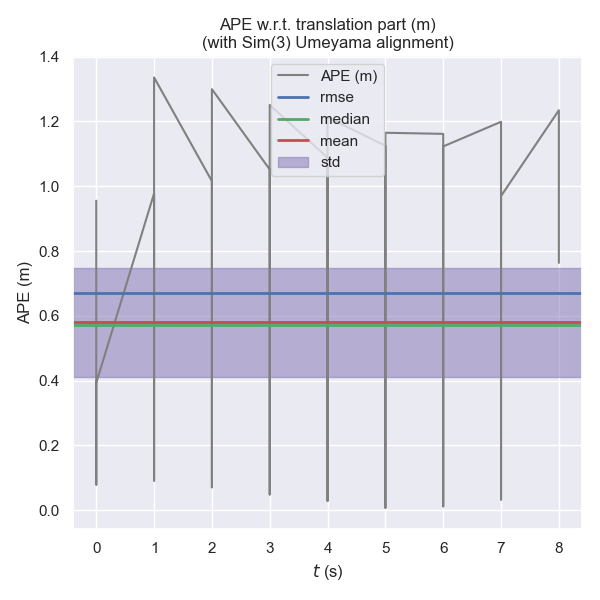 APE w.r.t. translation part (m)
(with Sim(3) Umeyama alignment)
APE (m)
rmse
median
mean
std
1.4
1.2
1.0
0.8
0.6
0.4
0.2
0.0
APE (m)
0 1 2 3 4 5 6 7 8
t (s)